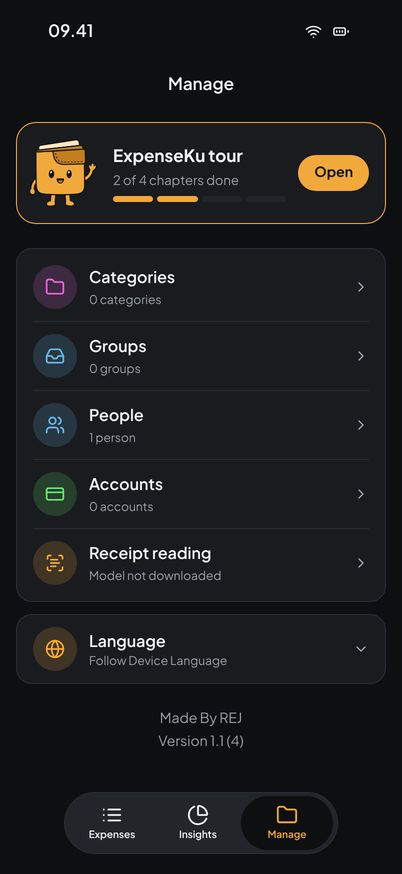 09.41
Manage
ExpenseKu tour
2 of 4 chapters done
Open
Categories
0 categories
Groups
0 groups
People
1 person
Accounts
0 accounts
Receipt reading
Model not downloaded
Language
Follow Device Language
Made By REJ
Version 1.1 (4)
Expenses
Insights
Manage